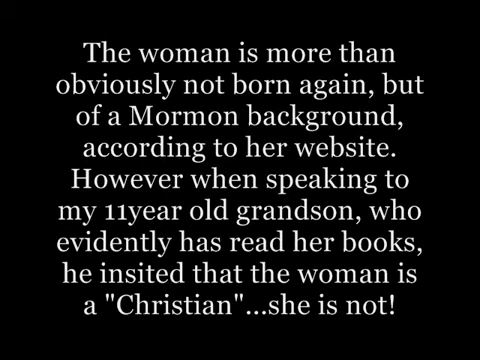 The woman is more than
obviously not born again, but
of a Mormon background,
according to her website.
However when speaking to
my 11year old grandson, who
evidently has read her books,
he insited that the woman is
a "Christian"...she is not!